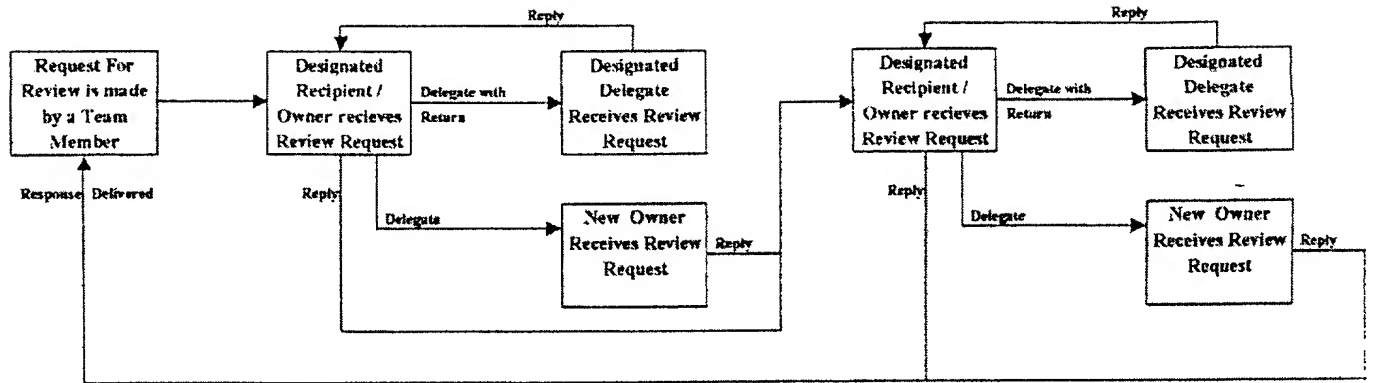 Reply
Reply
Request For
Review is made
by a Team
Member
Designated
Recipient /
Owner recieves
Review Request
Delegate with
Return
Designated
Delegate
Receives Review
Request
Designated
Recipient /
Owner recieves
Review Request
Delegate with
Return
Designated
Delegate
Receives Review
Request
Response Delivered
Reply
Delegate
New Owner
Receives Review
Request
Reply
Reply
Delegate
New Owner
Receives Review
Request
Reply